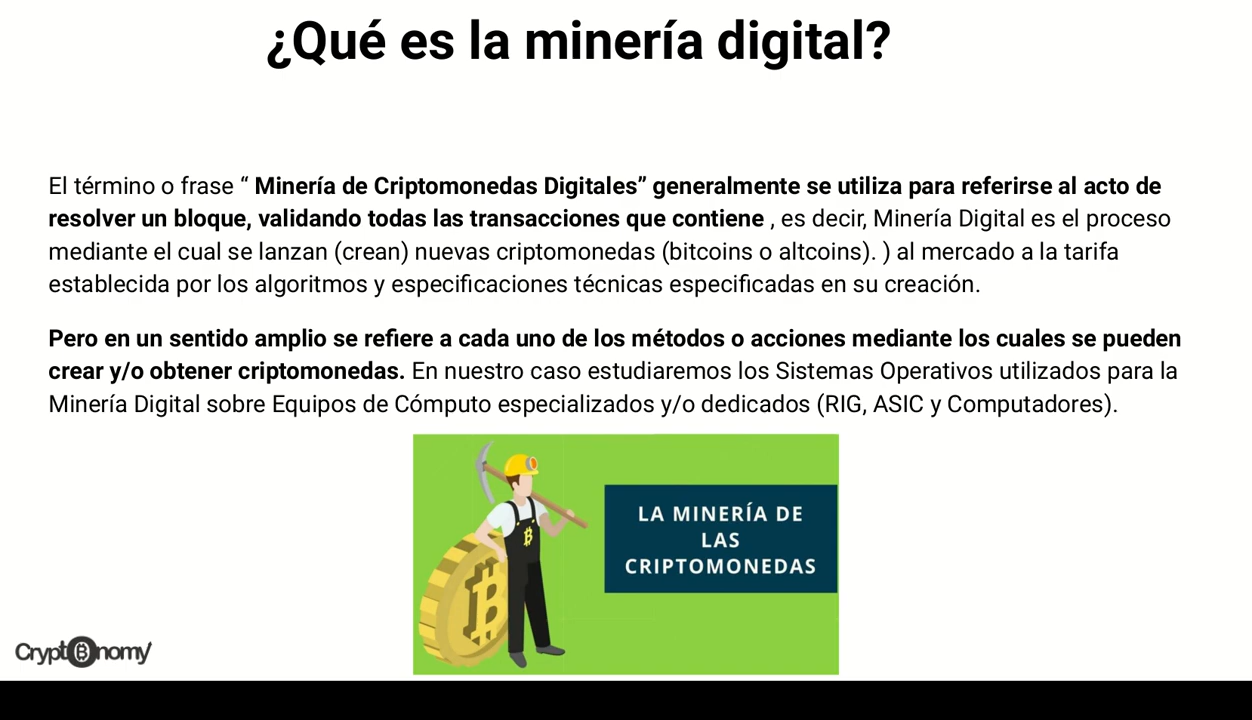 ¿Qué es la minería digital?
El término o frase “ Minería de Criptomonedas Digitales” generalmente se utiliza para referirse al acto de
resolver un bloque, validando todas las transacciones que contiene , es decir, Minería Digital es el proceso
mediante el cual se lanzan (crean) nuevas criptomonedas (bitcoins o altcoins). ) al mercado a la tarifa
establecida por los algoritmos y especificaciones técnicas especificadas en su creación.
Pero en un sentido amplio se refiere a cada uno de los métodos o acciones mediante los cuales se pueden
crear y/o obtener criptomonedas. En nuestro caso estudiaremos los Sistemas Operativos utilizados para la
Minería Digital sobre Equipos de Cómputo especializados y/o dedicados (RIG, ASIC y Computadores).
LA MINERÍA DE
LAS
CRIPTOMONEDAS
Crypt₿nomy